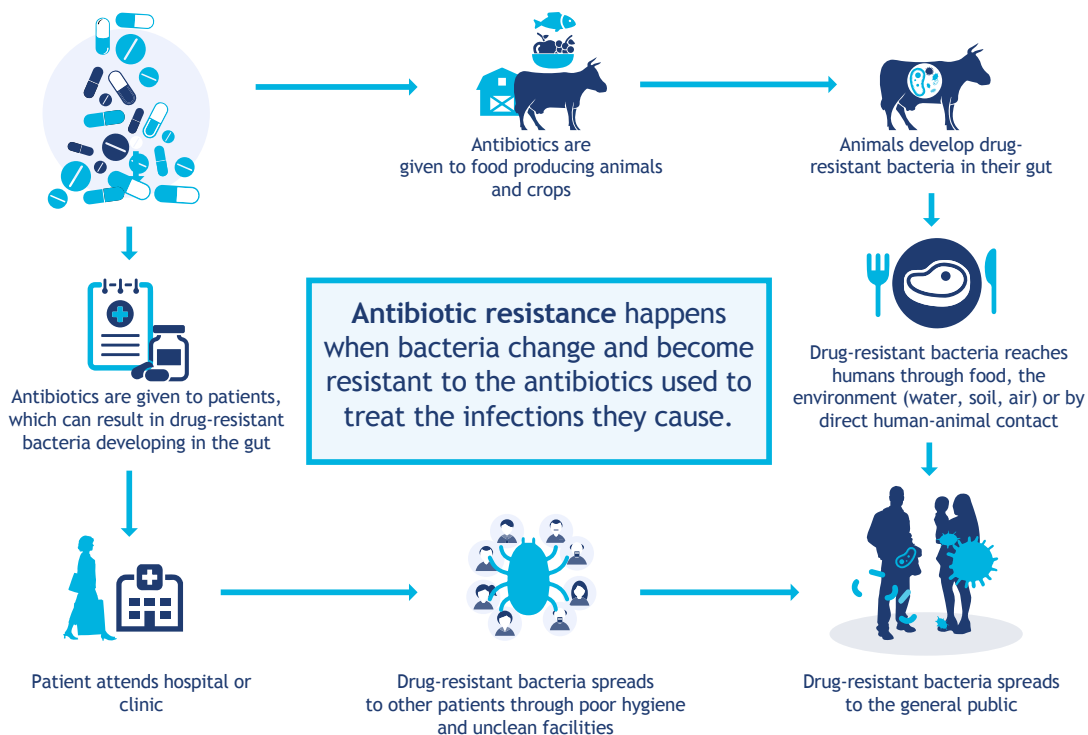 Antibiotics are
given to food producing animals
and crops
Animals develop drug-
resistant bacteria in their gut
Antibiotic resistance happens
when bacteria change and become
resistant to the antibiotics used to
treat the infections they cause.
Antibiotics are given to patients,
which can result in drug-resistant
bacteria developing in the gut
Drug-resistant bacteria reaches
humans through food, the
environment (water, soil, air) or by
direct human-animal contact
Patient attends hospital or
clinic
Drug-resistant bacteria spreads
to other patients through poor hygiene
and unclean facilities
Drug-resistant bacteria spreads
to the general public